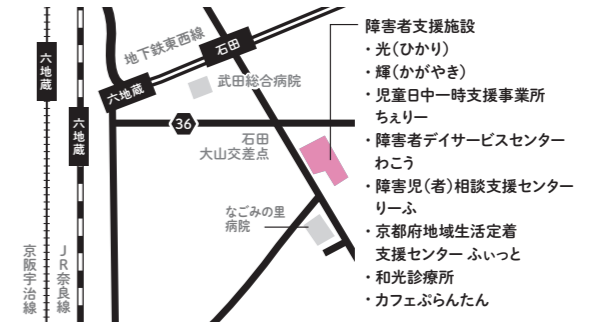 地下鉄東西線
石田
六地蔵
六地蔵
六地蔵
武田総合病院
36
石田
大山交差点
なごみの里
病院
京阪宇治線
JR奈良線
障害者支援施設
・光(ひかり)
・輝(かがやき)
・児童日中一時支援事業所
ちぇりー
・障害者デイサービスセンター
わこう
・障害児(者)相談支援センター
りーふ
・京都府地域生活定着
支援センター ふぃっと
・和光診療所
・カフェぷらんたん